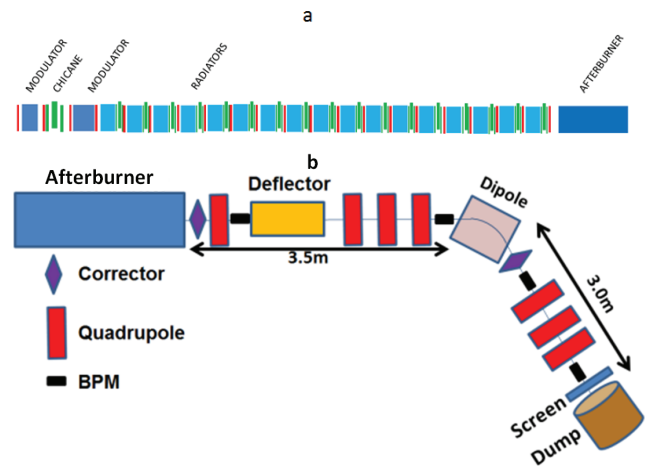 a
MODULATOR
CHICANE
MODULATOR
RADIATORS
AFTERBURNER
b
Afterburner
Deflector
Dipole
3.5m
3.0m
Corrector
Quadrupole
BPM
Screen
Dump